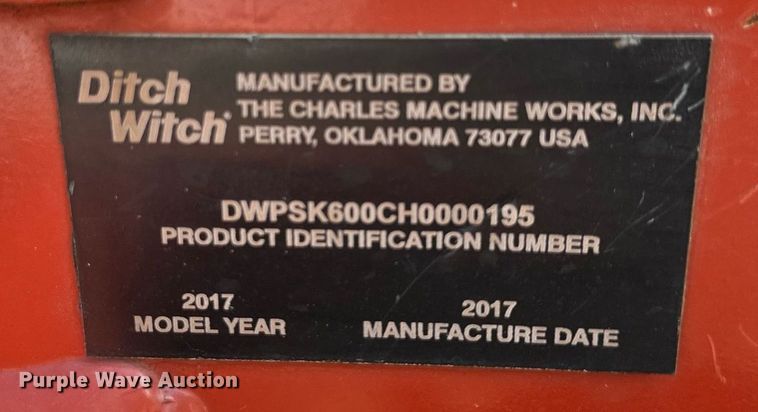 Ditch
Witch®
MANUFACTURED BY
THE CHARLES MACHINE WORKS, INC.
PERRY, OKLAHOMA 73077 USA
DWPSK600CH0000195
PRODUCT IDENTIFICATION NUMBER
2017
MODEL YEAR
2017
MANUFACTURE DATE
Purple Wave Auction